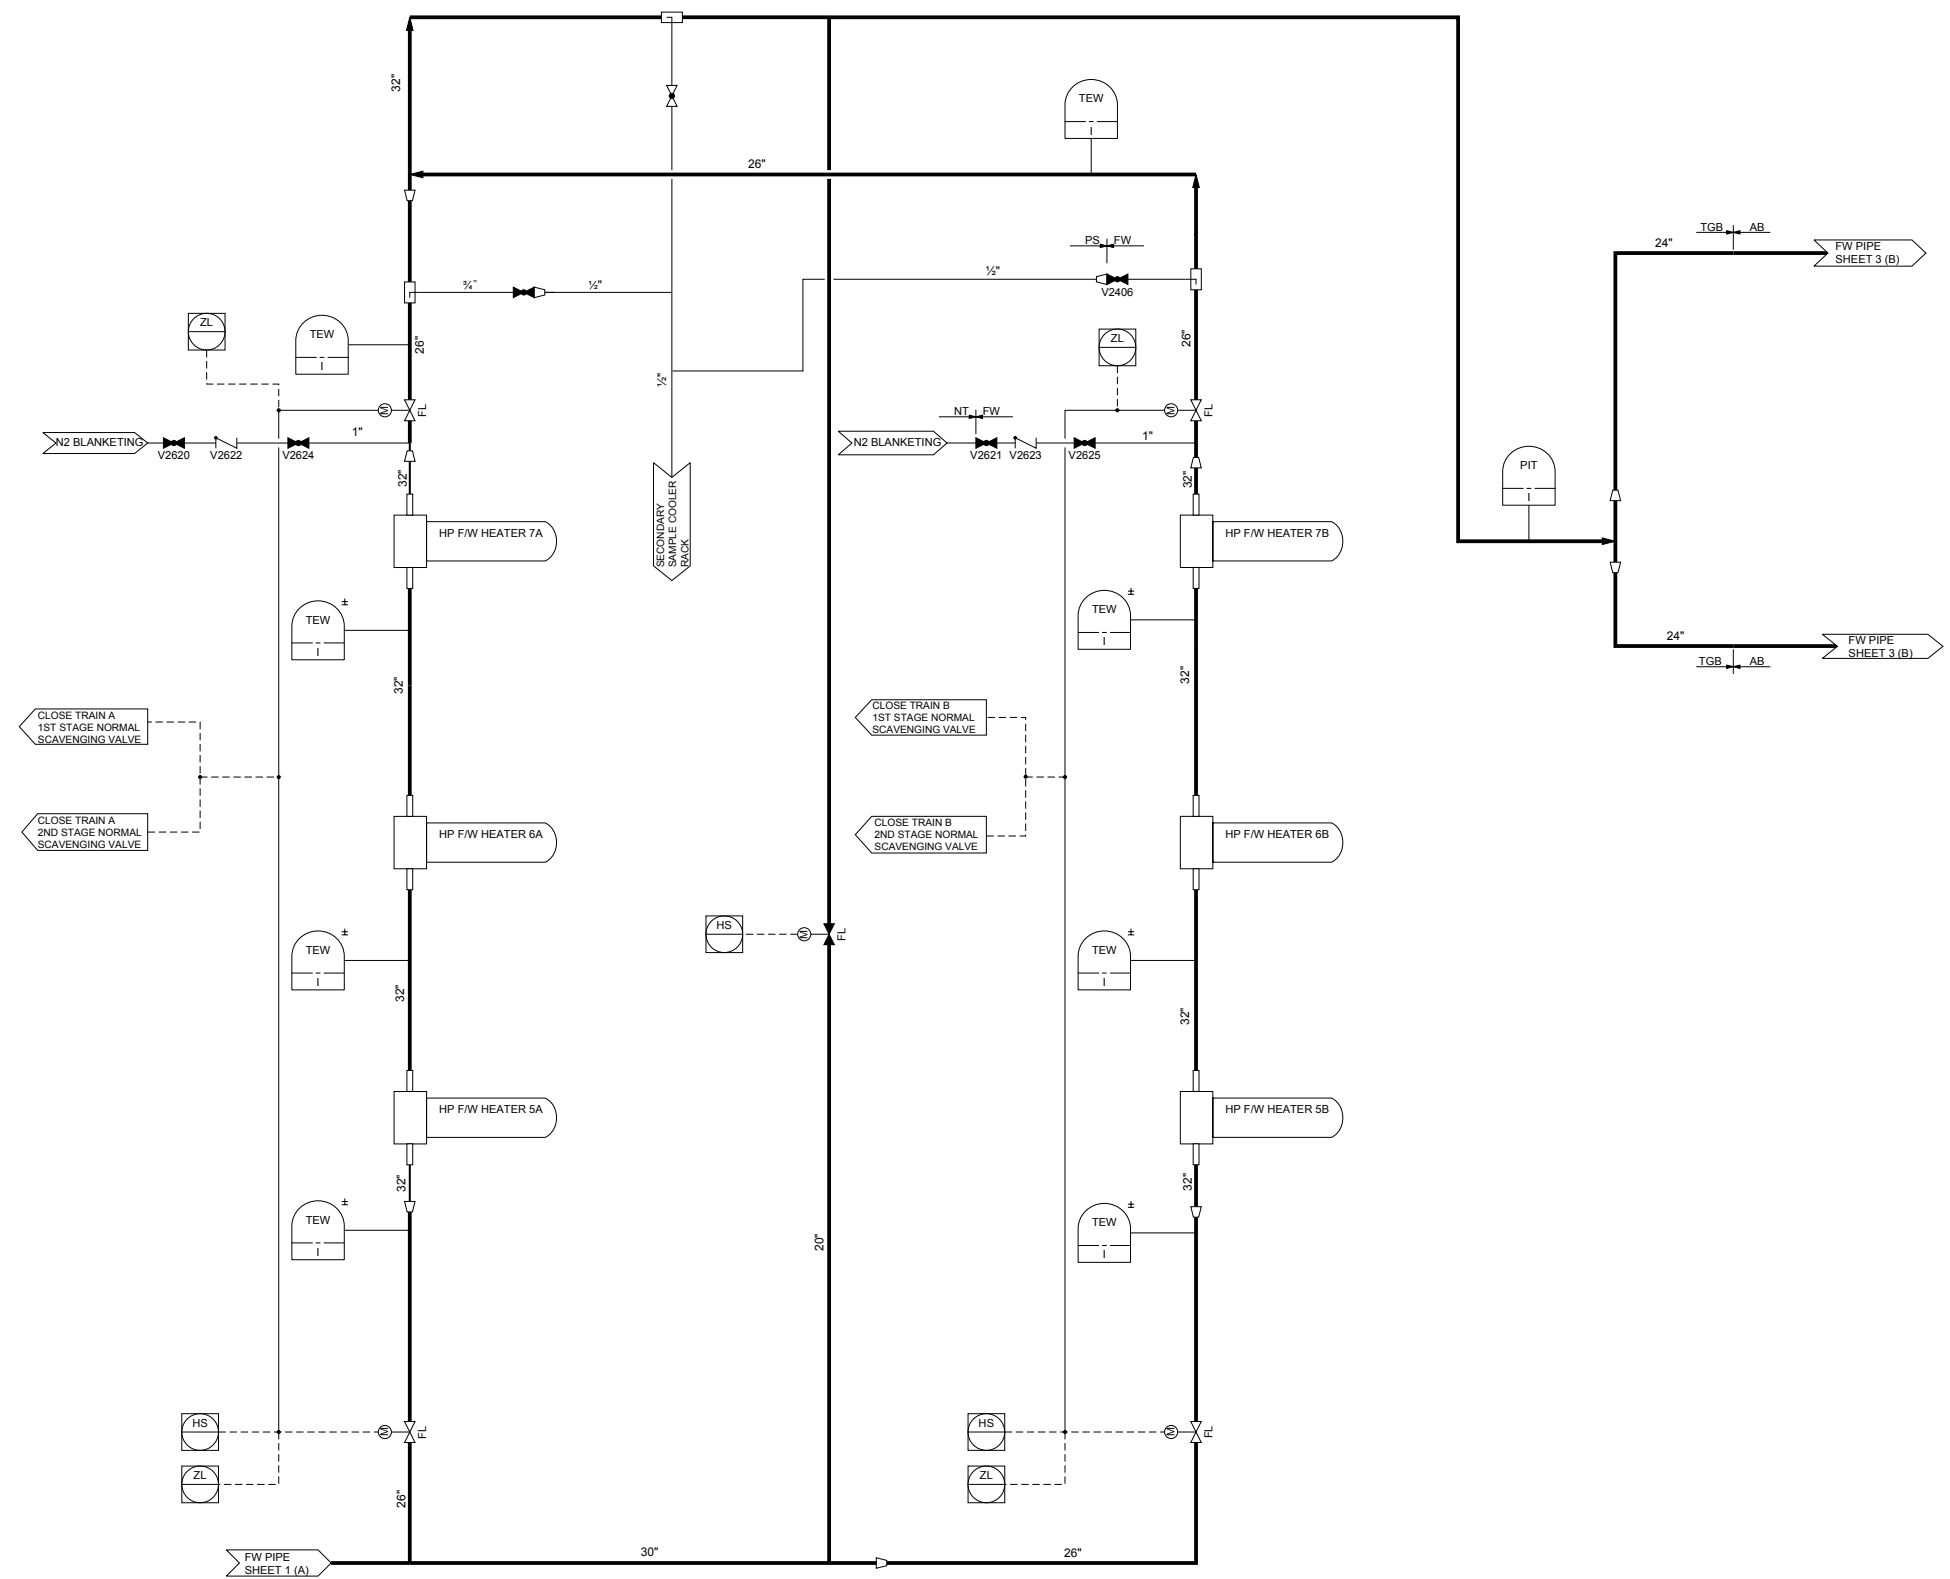 32"
TEW
I
26"
TGB AB
24"
FW PIPE
SHEET 3 (B)
PS FW
½"
V2406
¾"
½"
ZL
TEW
I
26"
ZL
26"
½"
M
FL
NT FW
M
FL
N2 BLANKETING
V2620
V2622
V2624
1"
N2 BLANKETING
V2621
V2623
V2625
1"
32"
32"
PIT
I
SECONDARY
SAMPLE COOLER
RACK
HP F/W HEATER 7A
HP F/W HEATER 7B
TEW
±
I
TEW
±
I
24"
FW PIPE
SHEET 3 (B)
TGB AB
32"
32"
CLOSE TRAIN A
1ST STAGE NORMAL
SCAVENGING VALVE
CLOSE TRAIN B
1ST STAGE NORMAL
SCAVENGING VALVE
CLOSE TRAIN A
2ND STAGE NORMAL
SCAVENGING VALVE
CLOSE TRAIN B
2ND STAGE NORMAL
SCAVENGING VALVE
HP F/W HEATER 6A
HP F/W HEATER 6B
HS
M
FL
TEW
±
I
TEW
±
I
32"
32"
HP F/W HEATER 5A
HP F/W HEATER 5B
32"
32"
TEW
±
I
TEW
±
I
20"
HS
M
FL
HS
M
FL
ZL
ZL
26"
FW PIPE
SHEET 1 (A)
30"
26"